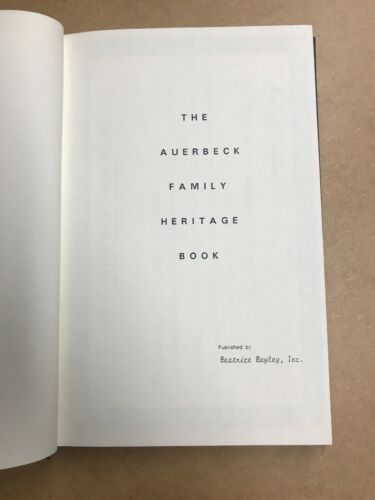 THE
AUERBECK
FAMILY
HERITAGE
BOOK
Published by
Beatrice Bayley, Inc.